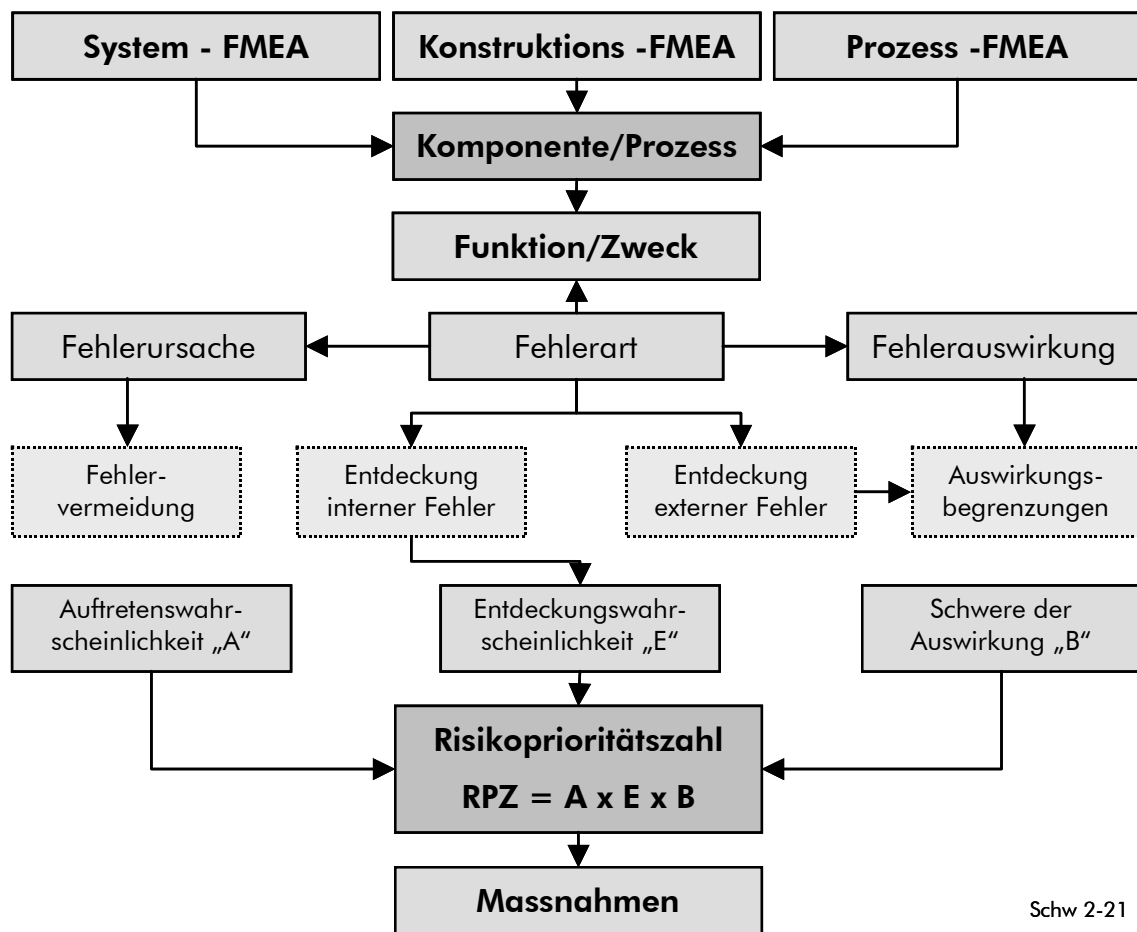 System - FMEA
Konstruktions -FMEA
Prozess -FMEA
Komponente/Prozess
Funktion/Zweck
Fehlerursache
Fehlerart
Fehlerauswirkung
Fehler-
vermeidung
Entdeckung
interner Fehler
Entdeckung
externer Fehler
Auswirkungs-
begrenzungen
Auftretenswahr-
scheinlichkeit „A“
Entdeckungswahr-
scheinlichkeit „E“
Schwere der
Auswirkung „B“
Risikoprioritätszahl
RPZ = A x E x B
Massnahmen
Schw 2-21